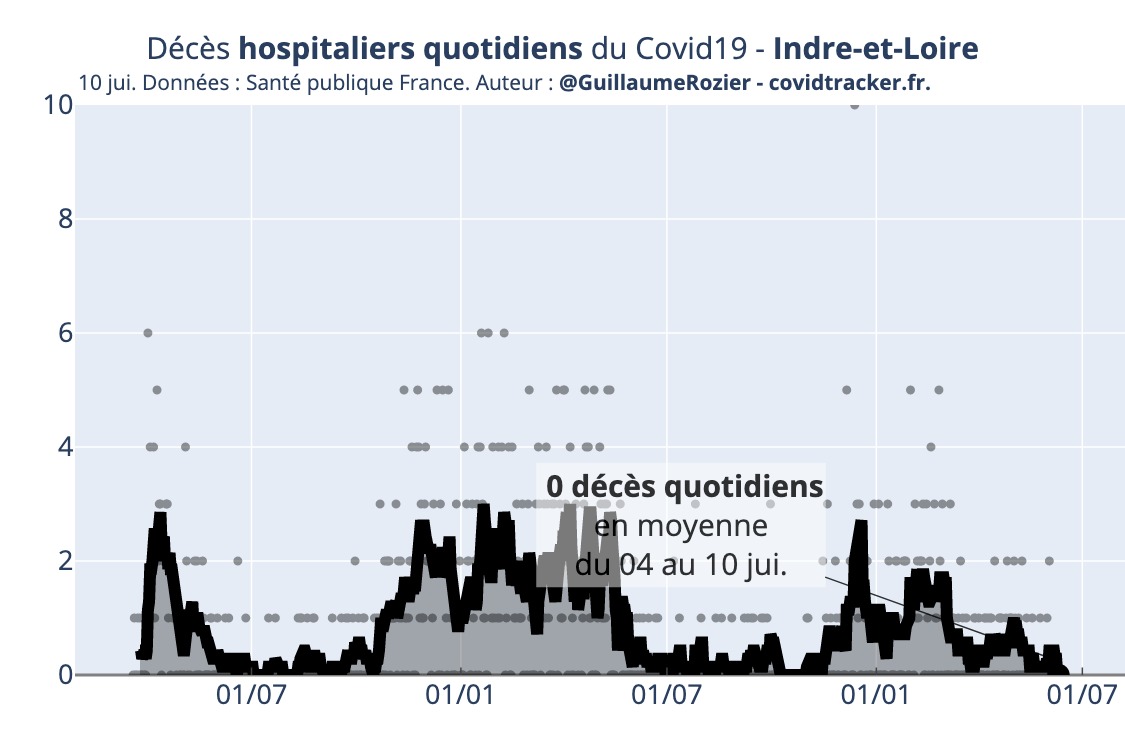 Décès hospitaliers quotidiens du Covid19 - Indre-et-Loire
10 jui. Données : Santé publique France. Auteur : @GuillaumeRozier - covidtracker.fr.
10
8
6
4
2
0
0 décès quotidiens
en moyenne
du 04 au 10 jui.
01/07
01/01
01/07
01/01
01/07